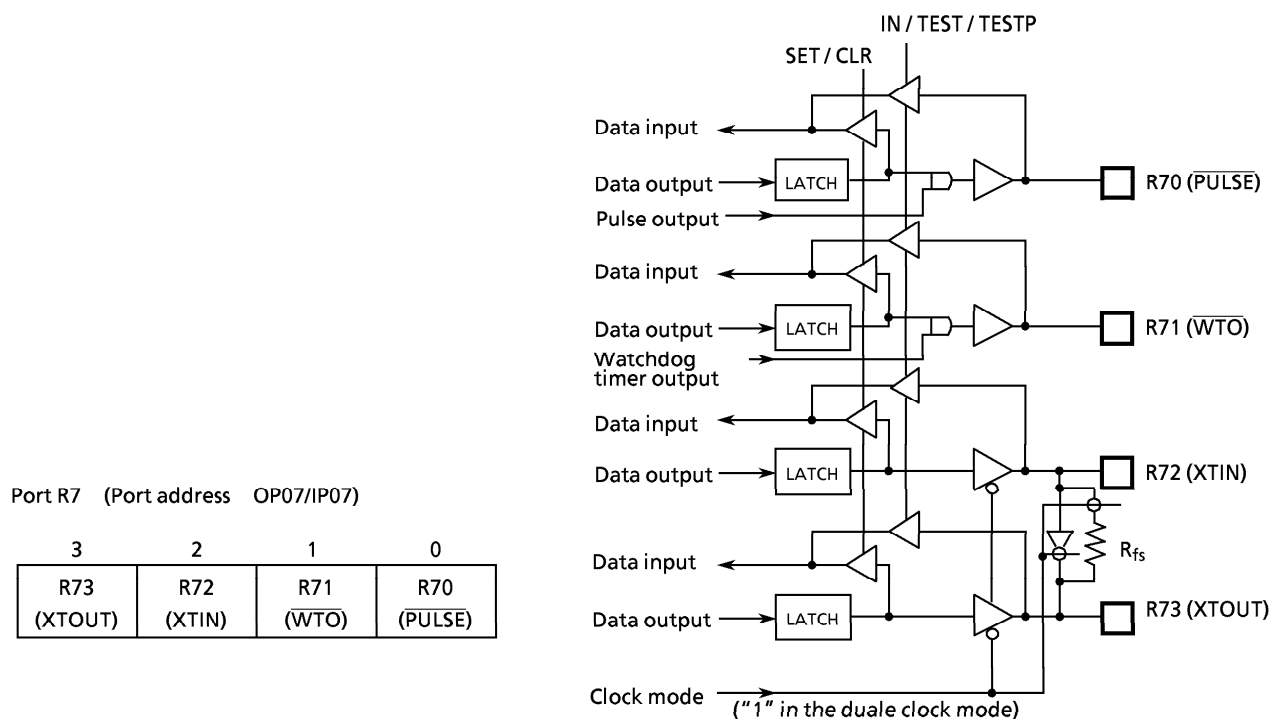 IN / TEST / TESTP
SET / CLR
Data input
Data output
LATCH
R70 (PULSE)
Pulse output
Data input
Data output
LATCH
R71 (WTO)
Watchdog
timer output
Data input
Data output
LATCH
R72 (XTIN)
Rfs
Data input
Data output
LATCH
R73 (XTOUT)
Clock mode
("1" in the duale clock mode)
Port R7 (Port address OP07/IP07)
3 2 1 0
R73 R72 R71 R70
(XTOUT) (XTIN) (WTO) (PULSE)